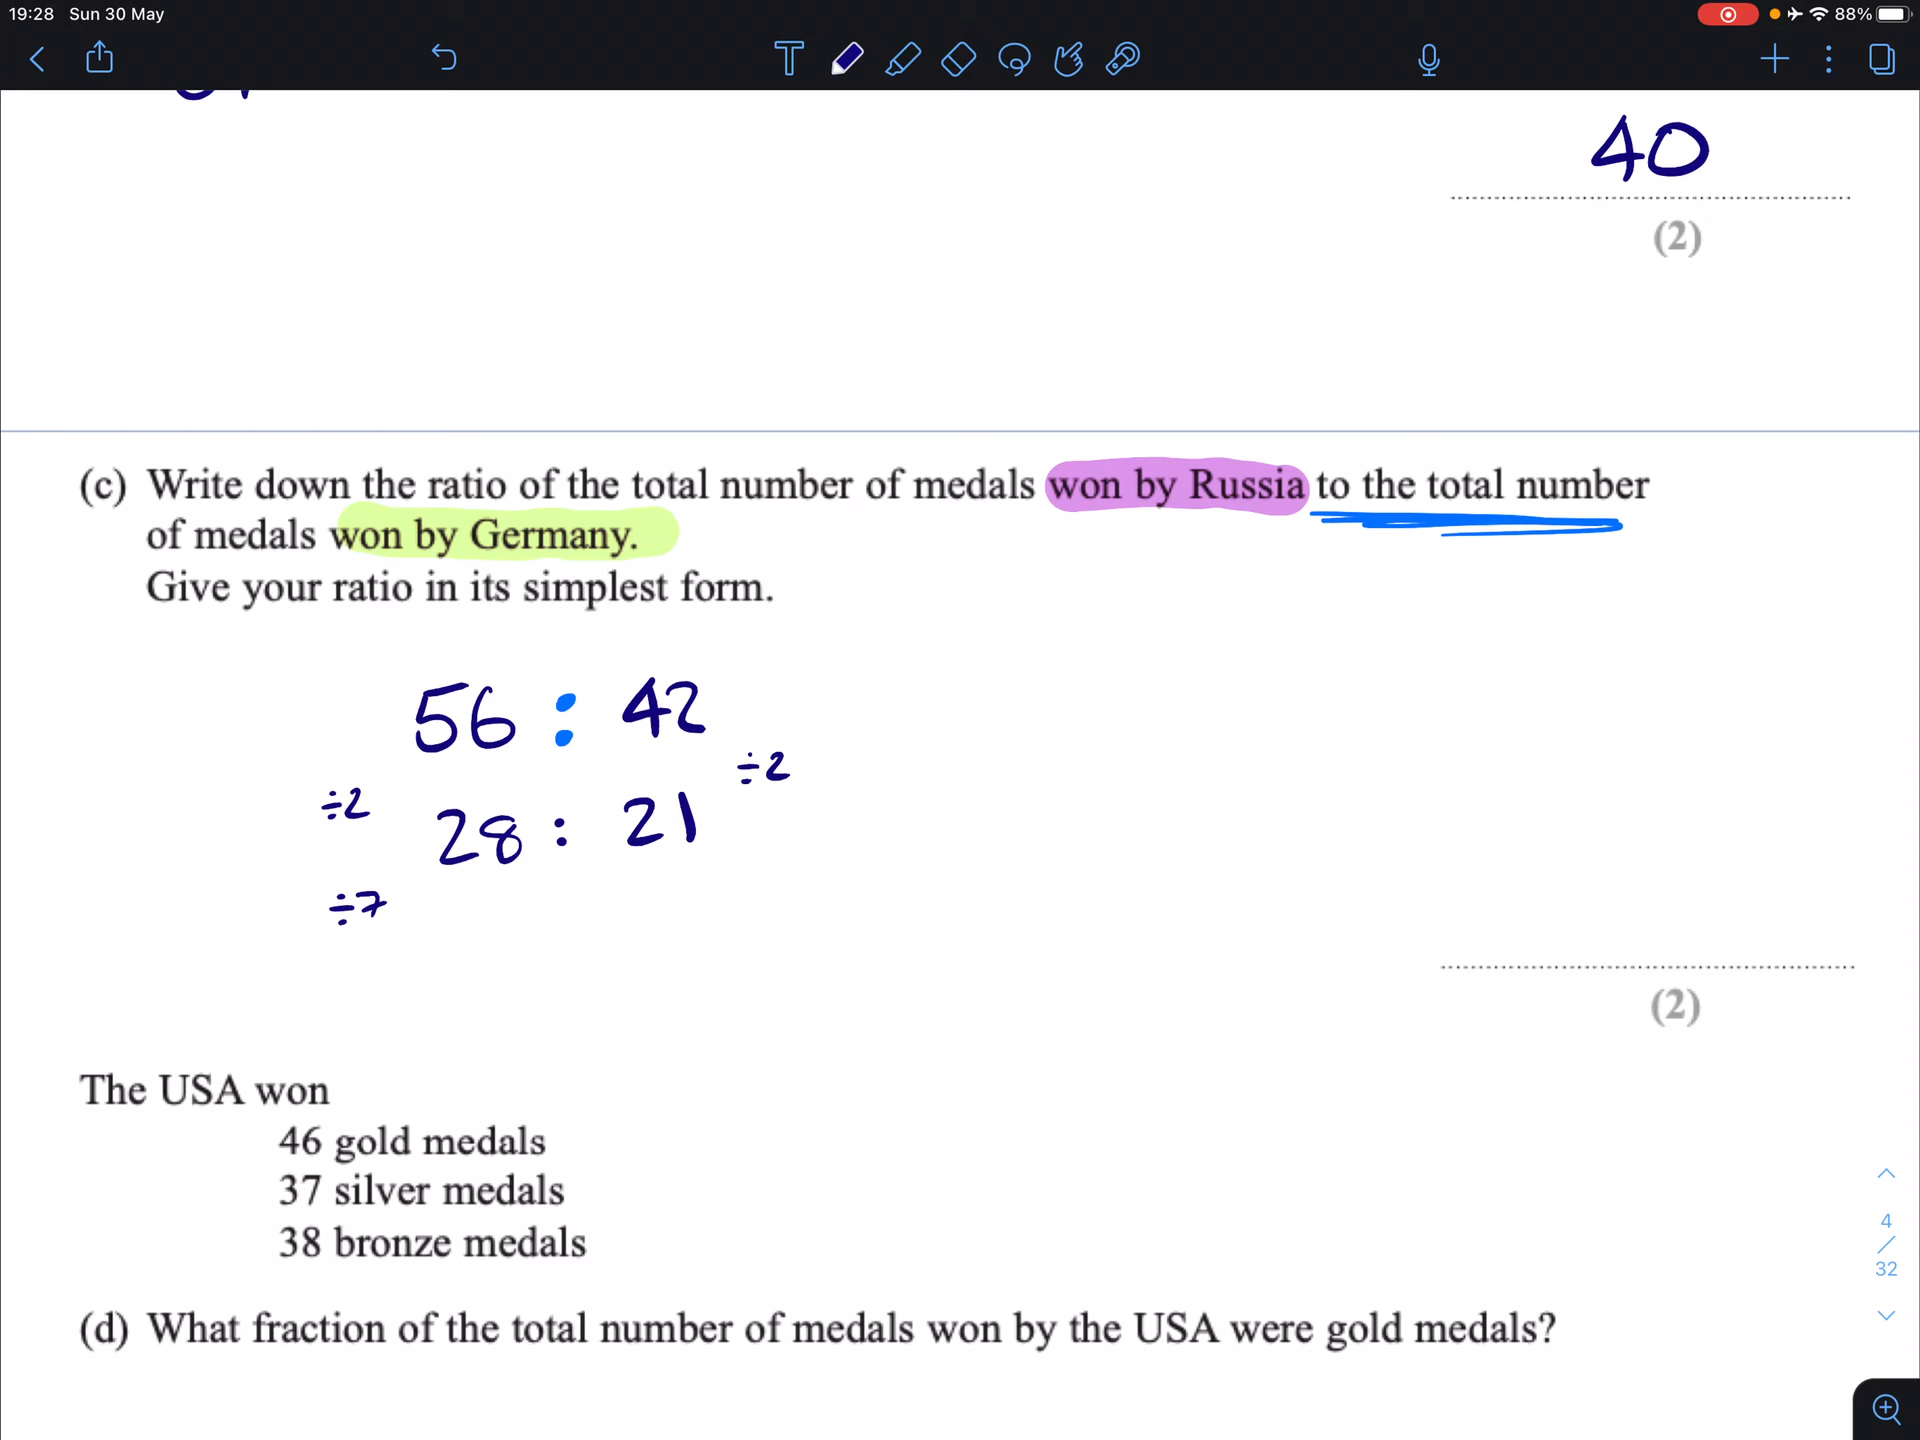 19:28 Sun 30 May
88%
T
40
(2)
(c) Write down the ratio of the total number of medals won by Russia to the total number
of medals won by Germany.
Give your ratio in its simplest form.
56 : 42
÷2
÷2
28 : 21
÷7
(2)
The USA won
46 gold medals
37 silver medals
38 bronze medals
4
/
32
(d) What fraction of the total number of medals won by the USA were gold medals?